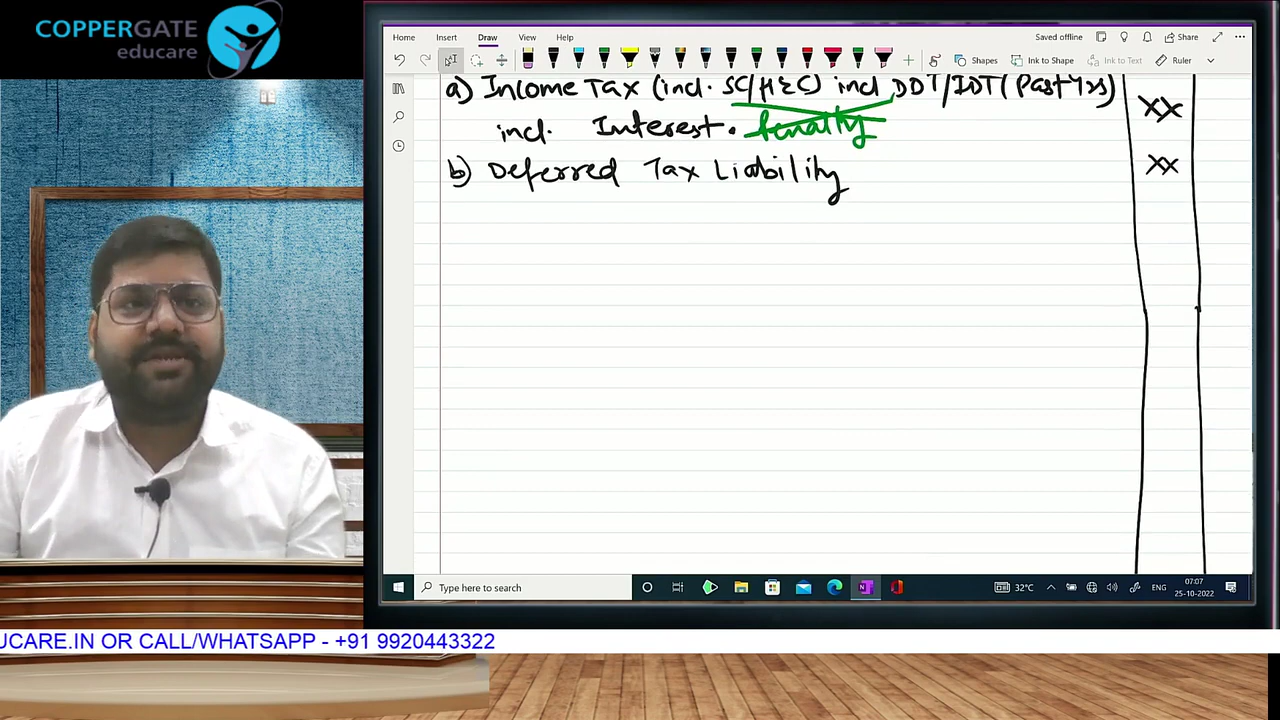 COPPERGATE
educare
Home Insert Draw View Help
Saved offline
Share
Shapes
Ink to Shape
Ink to Text
Ruler
a) Income Tax (incl. SC/HEC) incl DDT/IDT (Past Yrs)
XX
incl. Interest. Penalty
b) Deferred Tax Liability
XX
Type here to search
32°C
ENG
07:07
25-10-2022
UCARE.IN OR CALL/WHATSAPP - +91 9920443322